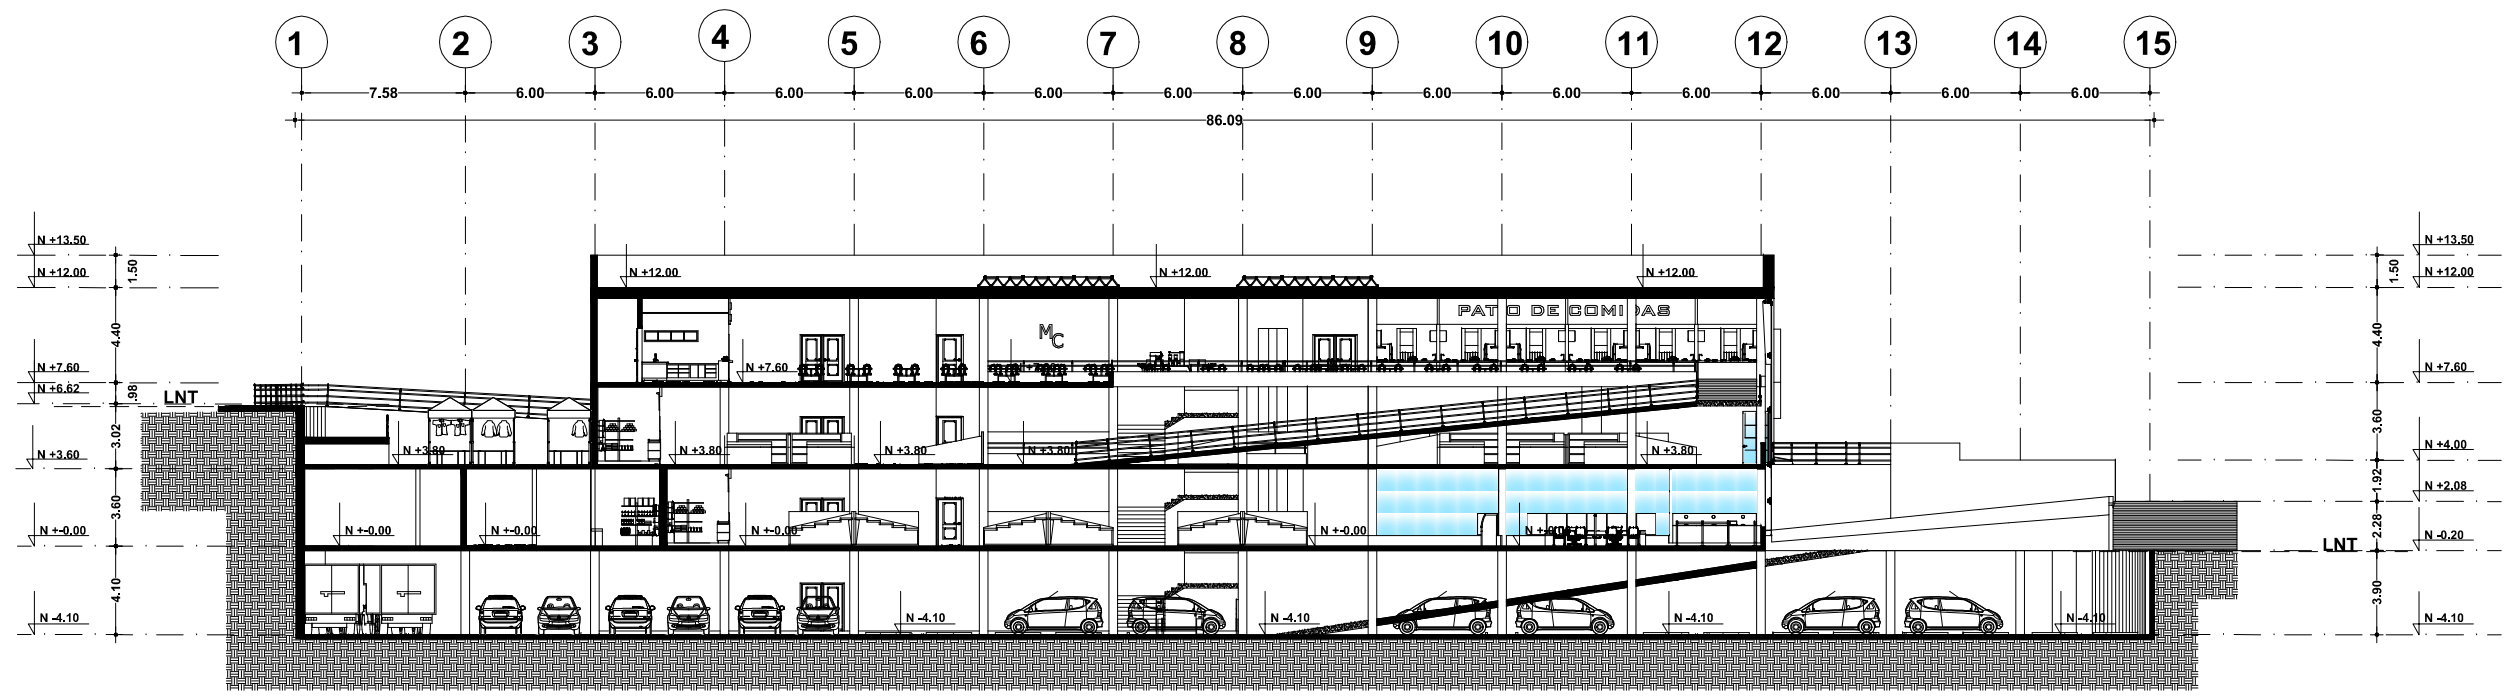 1 2 3 4 5 6 7 8 9 10 11 12 13 14 15
7.58 6.00 6.00 6.00 6.00 6.00 6.00 6.00 6.00 6.00 6.00 6.00 6.00 6.00
86.09
N +13.50 N +13.50
1.50 1.50
N +12.00 N +12.00 N +12.00 N +12.00 N +12.00
PATIO DE COMIDAS
4.40 MC 4.40
N +7.60 N +7.60 N +7.60 N +7.60
N +6.62 .98
LNT
3.02 3.60
N +3.60 N +3.80 N +3.80 N +3.80 N +3.80 N +3.80 N +4.00
1.92
N +2.08
3.60
N +-0.00 N +-0.00 N +-0.00 N +-0.00 N +-0.00 N +-0.00 2.28 N -0.20
LNT
4.10 3.90
N -4.10 N -4.10 N -4.10 N -4.10 N -4.10 N -4.10